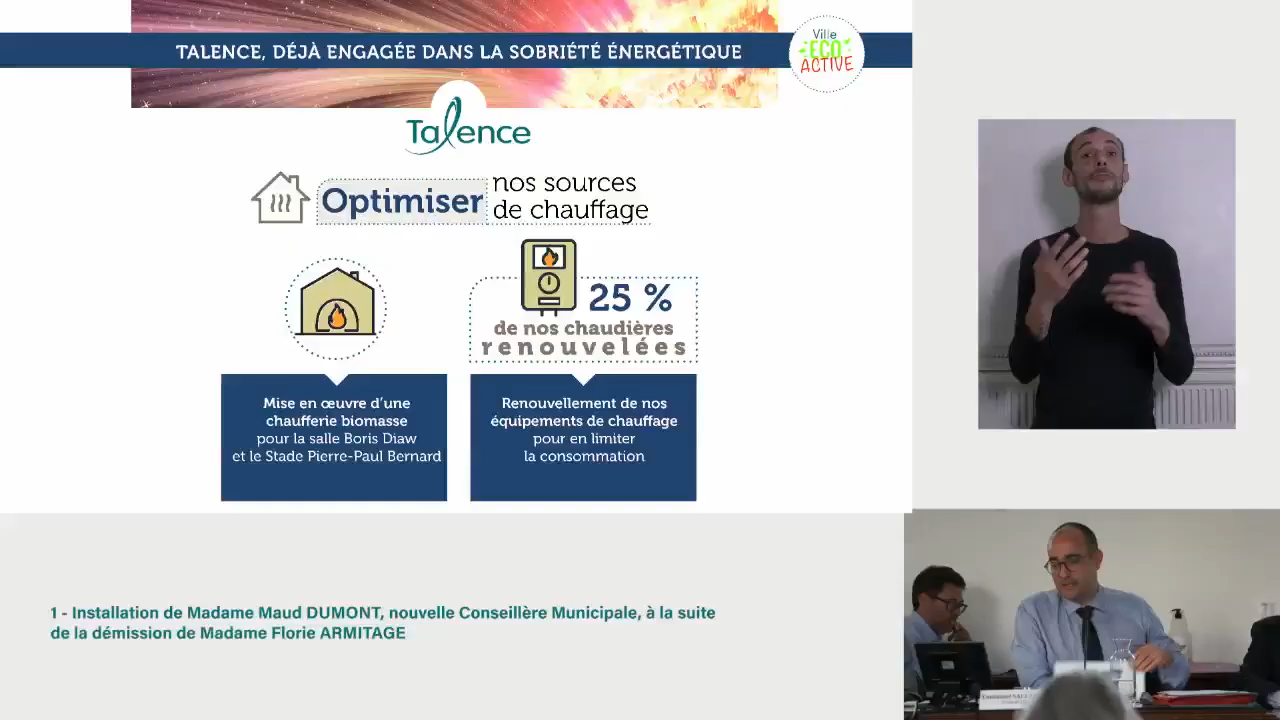 TALENCE, DÉJÀ ENGAGÉE DANS LA SOBRIÉTÉ ÉNERGÉTIQUE
Ville
ECO
ACTIVE
Talence
Optimiser nos sources
de chauffage
25 %
de nos chaudières
renouvelées
Mise en œuvre d'une
chaufferie biomasse
pour la salle Boris Diaw
et le Stade Pierre-Paul Bernard
Renouvellement de nos
équipements de chauffage
pour en limiter
la consommation
1 - Installation de Madame Maud DUMONT, nouvelle Conseillère Municipale, à la suite
de la démission de Madame Florie ARMITAGE